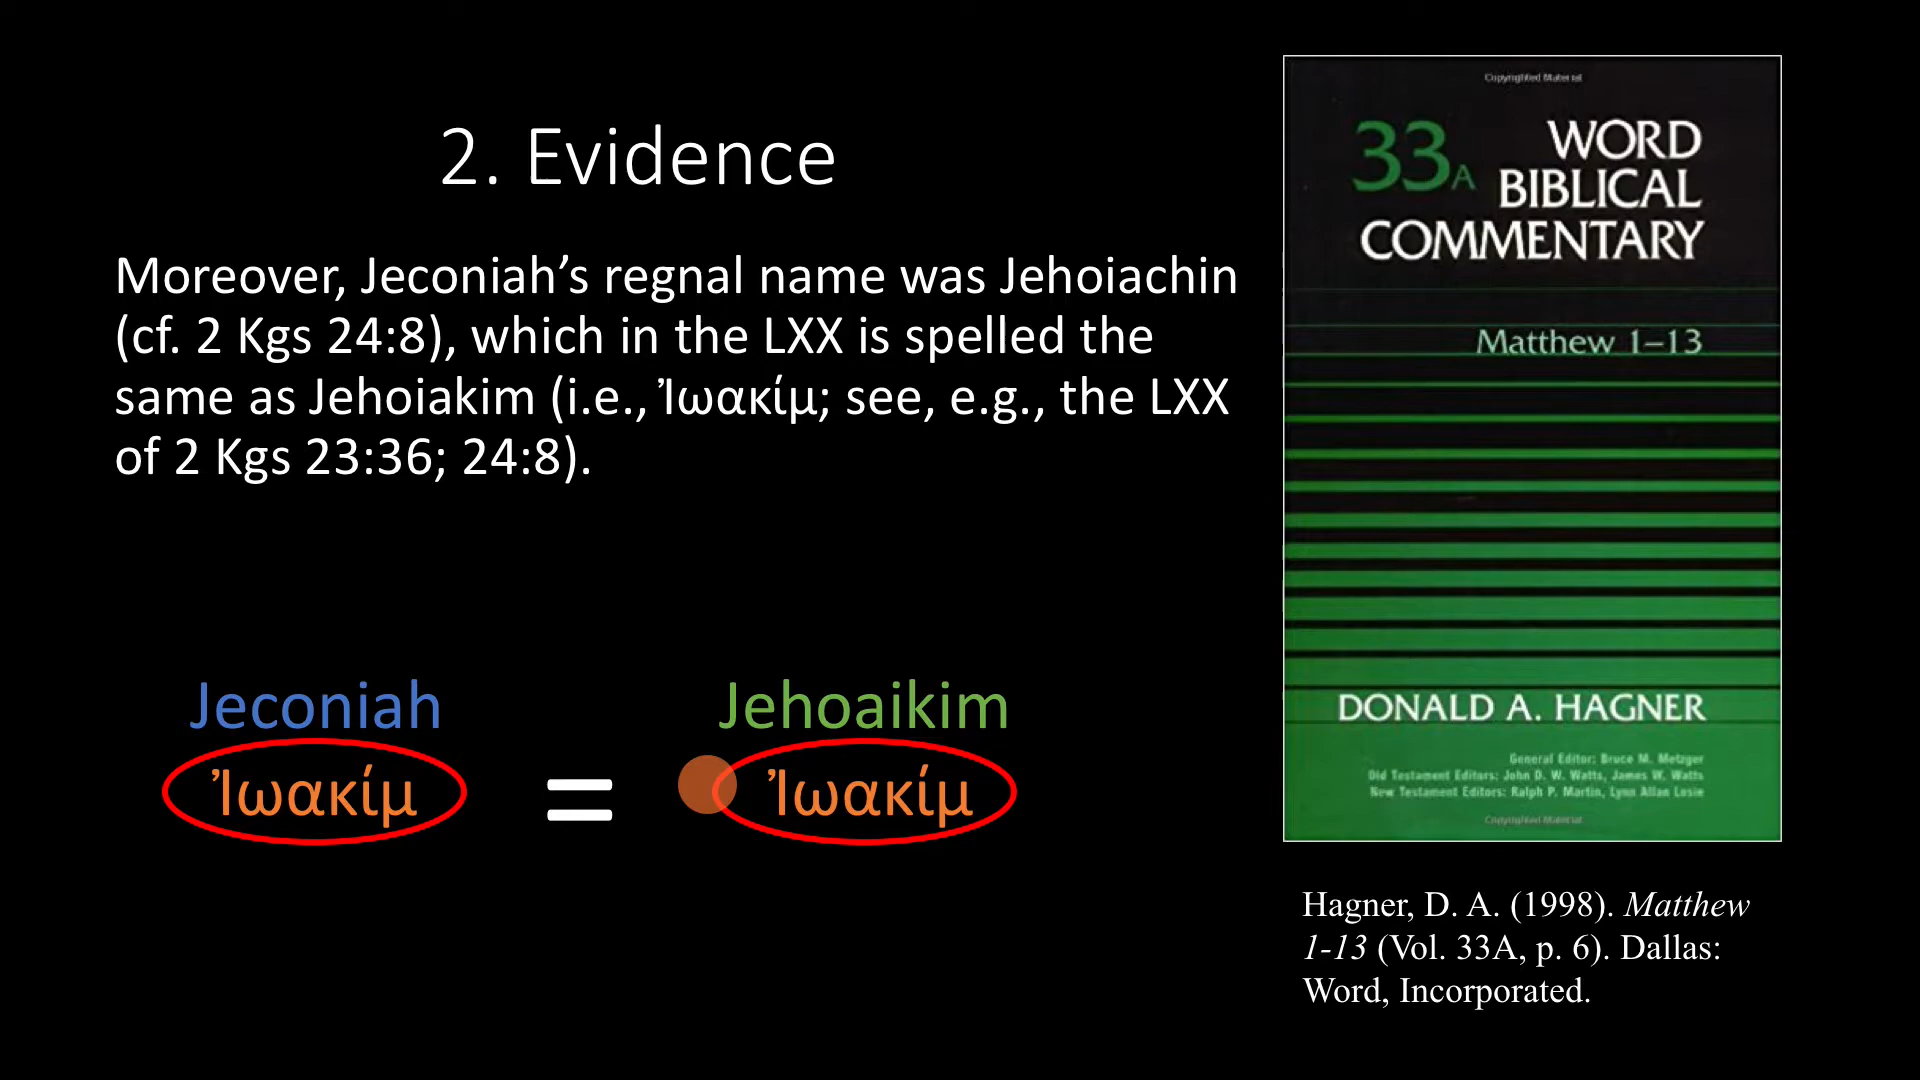 2. Evidence
Moreover, Jeconiah’s regnal name was Jehoiachin
(cf. 2 Kgs 24:8), which in the LXX is spelled the
same as Jehoiakim (i.e., Ἰωακίμ; see, e.g., the LXX
of 2 Kgs 23:36; 24:8).
Jeconiah
Ἰωακίμ
=
Jehoaikim
Ἰωακίμ
Copyrighted Material
33A WORD
BIBLICAL
COMMENTARY
Matthew 1–13
DONALD A. HAGNER
General Editor: Bruce M. Metzger
Old Testament Editors: John D. W. Watts, James W. Watts
New Testament Editors: Ralph P. Martin, Lynn Allan Losie
Copyrighted Material
Hagner, D. A. (1998). Matthew
1-13 (Vol. 33A, p. 6). Dallas:
Word, Incorporated.